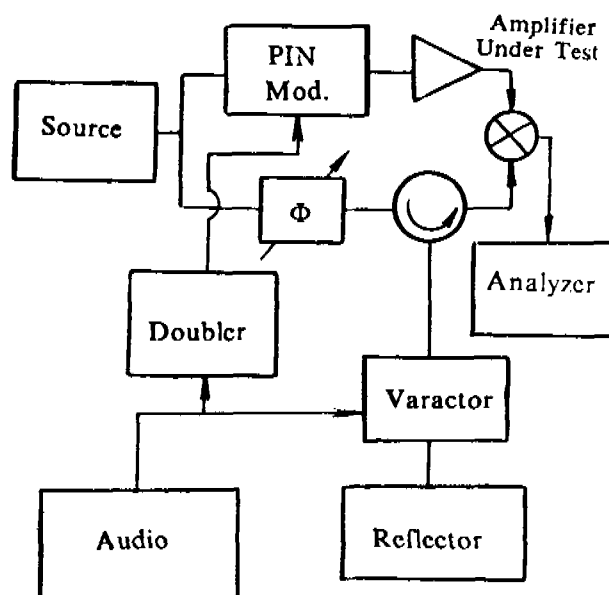 Amplifier
Under Test
PIN
Mod.
Source
Φ
Analyzer
Doubler
Varactor
Audio
Reflector